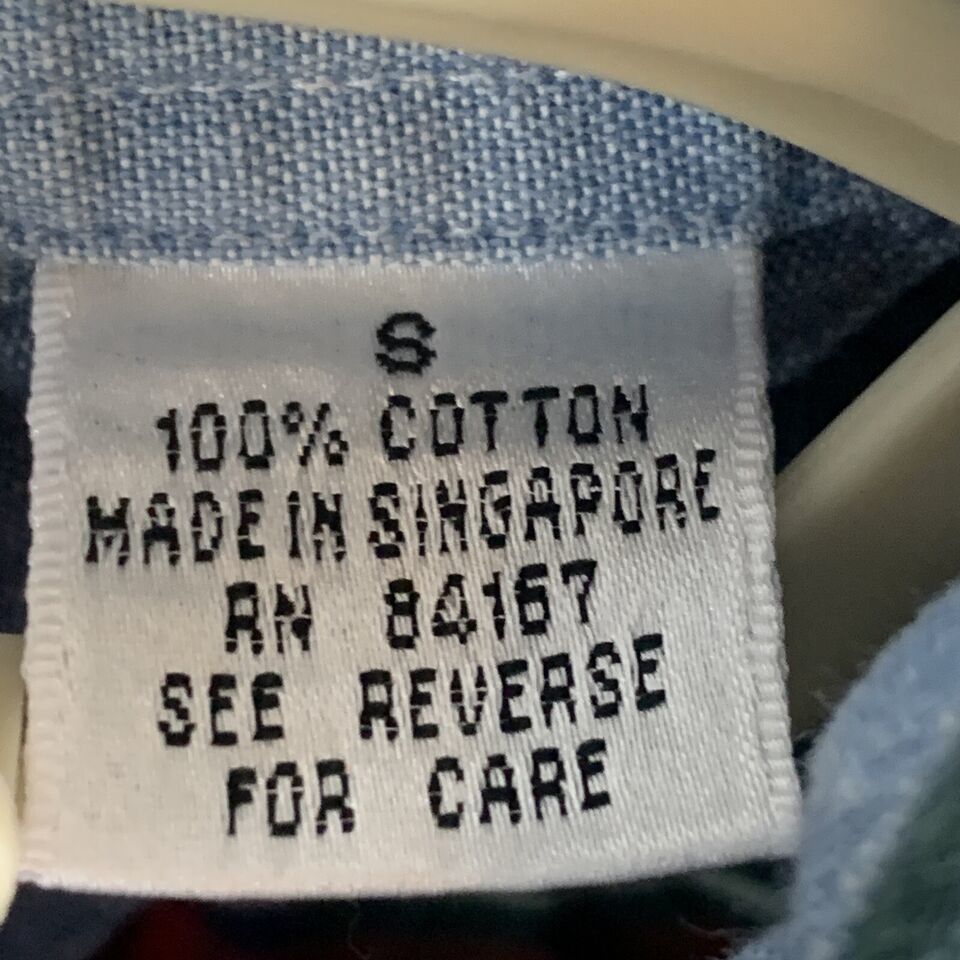 S
100% COTTON
MADE IN SINGAPORE
RN 84167
SEE REVERSE
FOR CARE